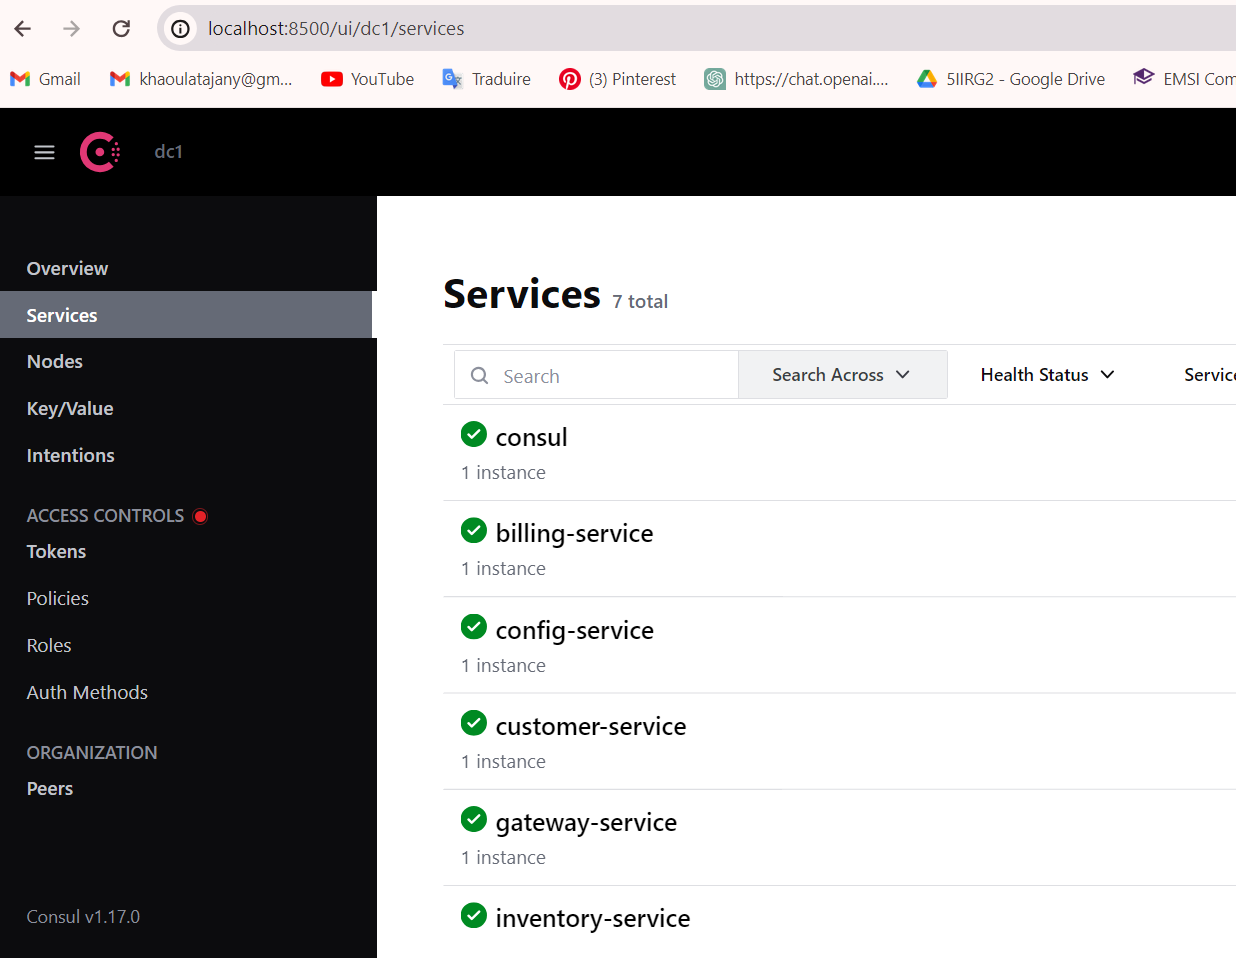 localhost:8500/ui/dc1/services
Gmail khaoulatajany@gm... YouTube Traduire (3) Pinterest https://chat.openai.... 5IIRG2 - Google Drive EMSI Com
dc1
Overview
Services
Nodes
Key/Value
Intentions
ACCESS CONTROLS
Tokens
Policies
Roles
Auth Methods
ORGANIZATION
Peers
Consul v1.17.0
Services 7 total
Search Search Across Health Status Servic
consul
1 instance
billing-service
1 instance
config-service
1 instance
customer-service
1 instance
gateway-service
1 instance
inventory-service